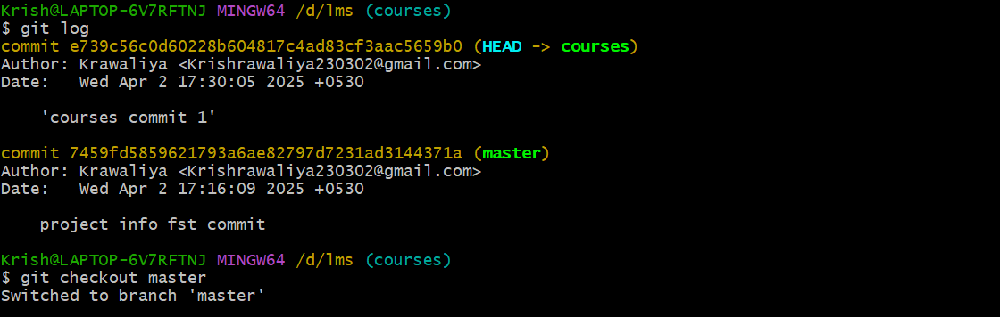 Krish@LAPTOP-6V7RFTNJ MINGW64 /d/lms (courses)
$ git log
commit e739c56c0d60228b604817c4ad83cf3aac5659b0 (HEAD -> courses)
Author: Krawaliya <Krishrawaliya230302@gmail.com>
Date:   Wed Apr 2 17:30:05 2025 +0530
    'courses commit 1'
commit 7459fd5859621793a6ae82797d7231ad3144371a (master)
Author: Krawaliya <Krishrawaliya230302@gmail.com>
Date:   Wed Apr 2 17:16:09 2025 +0530
    project info fst commit
Krish@LAPTOP-6V7RFTNJ MINGW64 /d/lms (courses)
$ git checkout master
Switched to branch 'master'